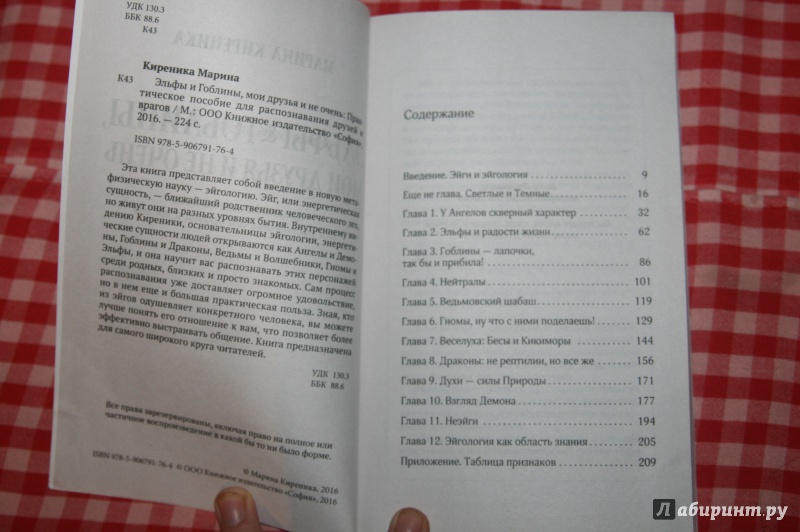 УДК 130.3
ББК 88.6
К43
Киреника Марина
К43 Эльфы и Гоблины, мои друзья и не очень: Прак-
тическое пособие для распознавания друзей и
врагов / М.: ООО Книжное издательство «София»,
2016. — 224 с.
ISBN 978-5-906791-76-4
Эта книга представляет собой введение в новую мета-
физическую науку — эйгологию. Эйг, или энергетическая
сущность, — ближайший родственник человеческого эго,
но живут они на разных уровнях бытия. Внутреннему ви-
дению Киреники, основательницы эйгологии, энергети-
ческие сущности людей открываются как Ангелы и Демо-
ны, Гоблины и Драконы, Ведьмы и Волшебники, Гномы и
Эльфы, и она научит вас распознавать этих персонажей
среди родных, близких и просто знакомых. Сам процесс
распознавания уже доставляет огромное удовольствие,
но в нем еще и большая практическая польза. Зная, кто
из эйгов одушевляет конкретного человека, вы можете
лучше понять его отношение к вам, что позволяет более
эффективно выстраивать общение. Книга предназначена
для самого широкого круга читателей.
УДК 130.3
ББК 88.6
Все права зарезервированы, включая право на полное или
частичное воспроизведение в какой бы то ни было форме.
© Марина Киреника, 2016
ISBN 978-5-906791-76-4 © ООО Книжное издательство «София», 2016
Содержание
Введение. Эйги и эйгология 9
Еще не глава. Светлые и Темные 16
Глава 1. У Ангелов скверный характер 32
Глава 2. Эльфы и радости жизни 62
Глава 3. Гоблины — лапочки,
так бы и прибила! 86
Глава 4. Нейтралы 101
Глава 5. Ведьмовский шабаш 119
Глава 6. Гномы, ну что с ними поделаешь! 129
Глава 7. Веселуха: Бесы и Кикиморы 144
Глава 8. Драконы: не рептилии, но все же 156
Глава 9. Духи — силы Природы 171
Глава 10. Взгляд Демона 177
Глава 11. Неэйги 194
Глава 12. Эйгология как область знания 205
Приложение. Таблица признаков 209
Лабиринт.ру